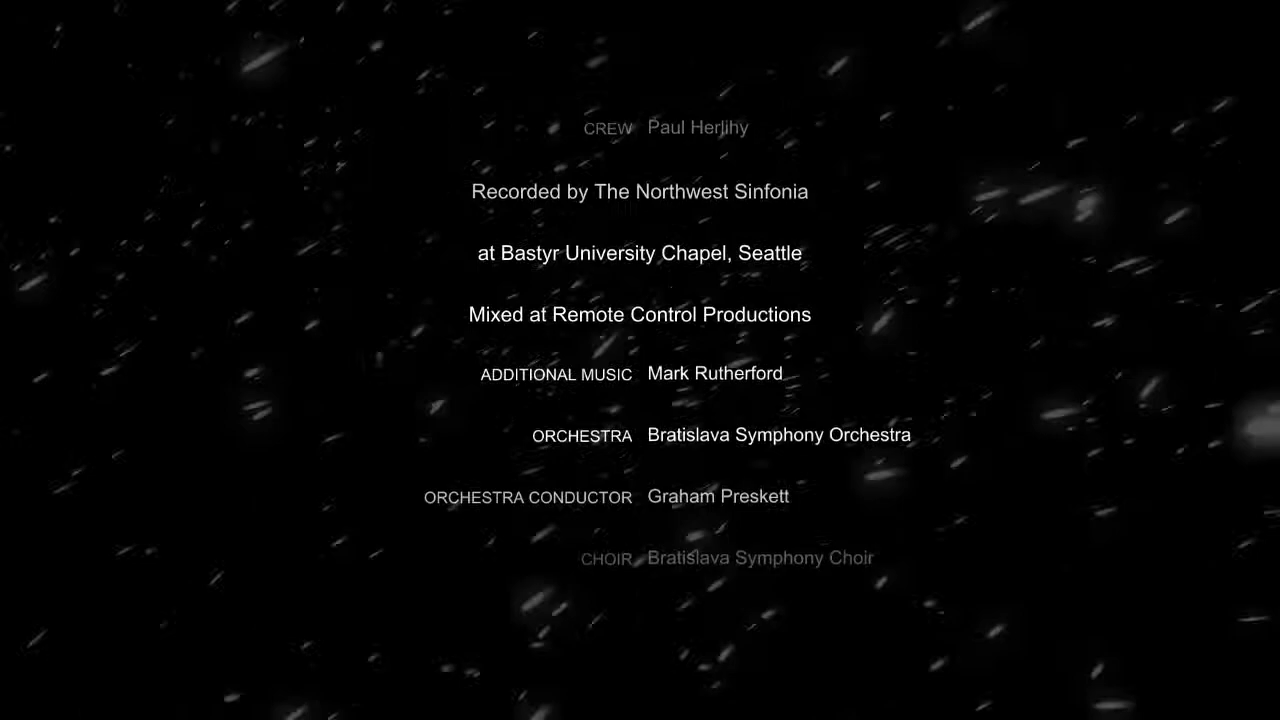 CREW Paul Herlihy
Recorded by The Northwest Sinfonia
at Bastyr University Chapel, Seattle
Mixed at Remote Control Productions
ADDITIONAL MUSIC Mark Rutherford
ORCHESTRA Bratislava Symphony Orchestra
ORCHESTRA CONDUCTOR Graham Preskett
CHOIR Bratislava Symphony Choir